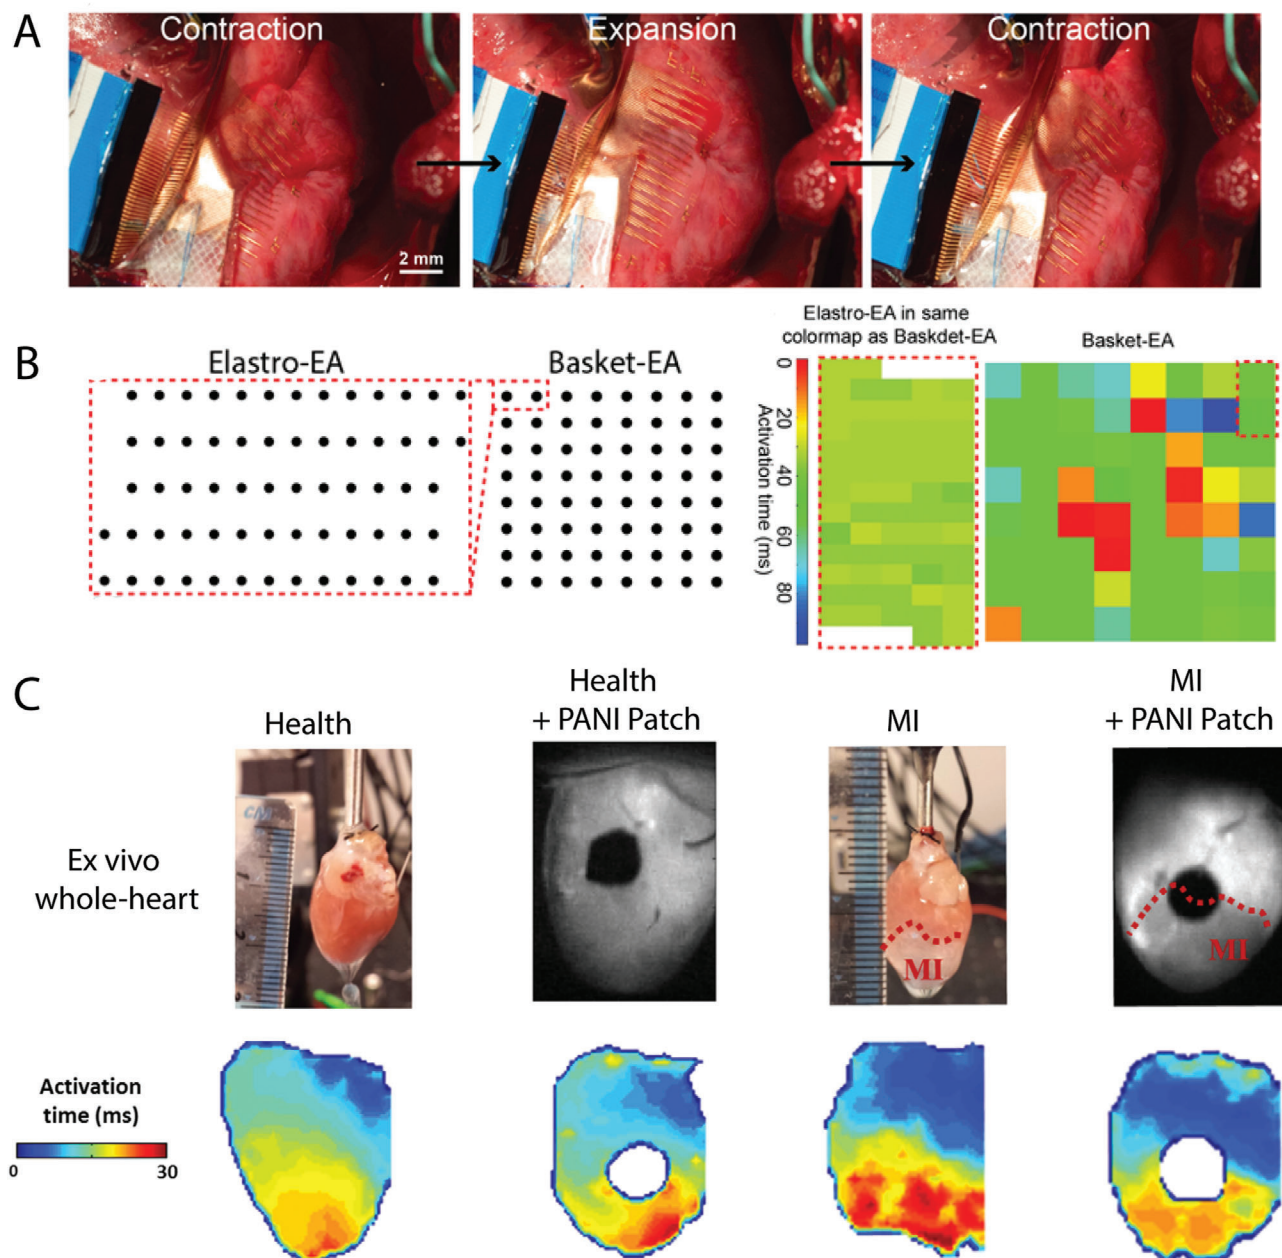 A
Contraction
Expansion
Contraction
2 mm
B
Elastro-EA
Basket-EA
Elastro-EA in same
colormap as Baskdet-EA
Basket-EA
0
20
40
60
80
Activation time (ms)
C
Health
Health
+ PANI Patch
MI
MI
+ PANI Patch
Ex vivo
whole-heart
CM
MI
MI
Activation
time (ms)
0
30